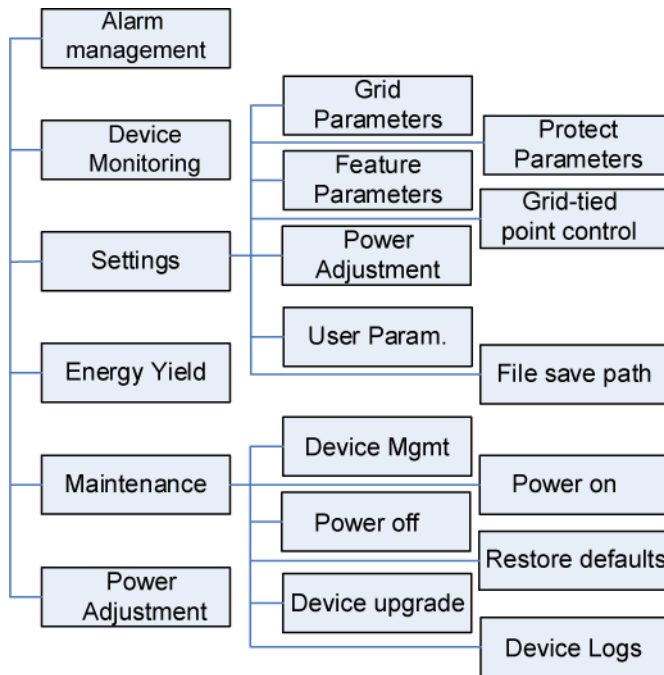 Alarm
management
Device
Monitoring
Settings
Energy Yield
Maintenance
Power
Adjustment
Grid
Parameters
Protect
Parameters
Feature
Parameters
Grid-tied
point control
Power
Adjustment
User Param.
File save path
Device Mgmt
Power on
Power off
Restore defaults
Device upgrade
Device Logs